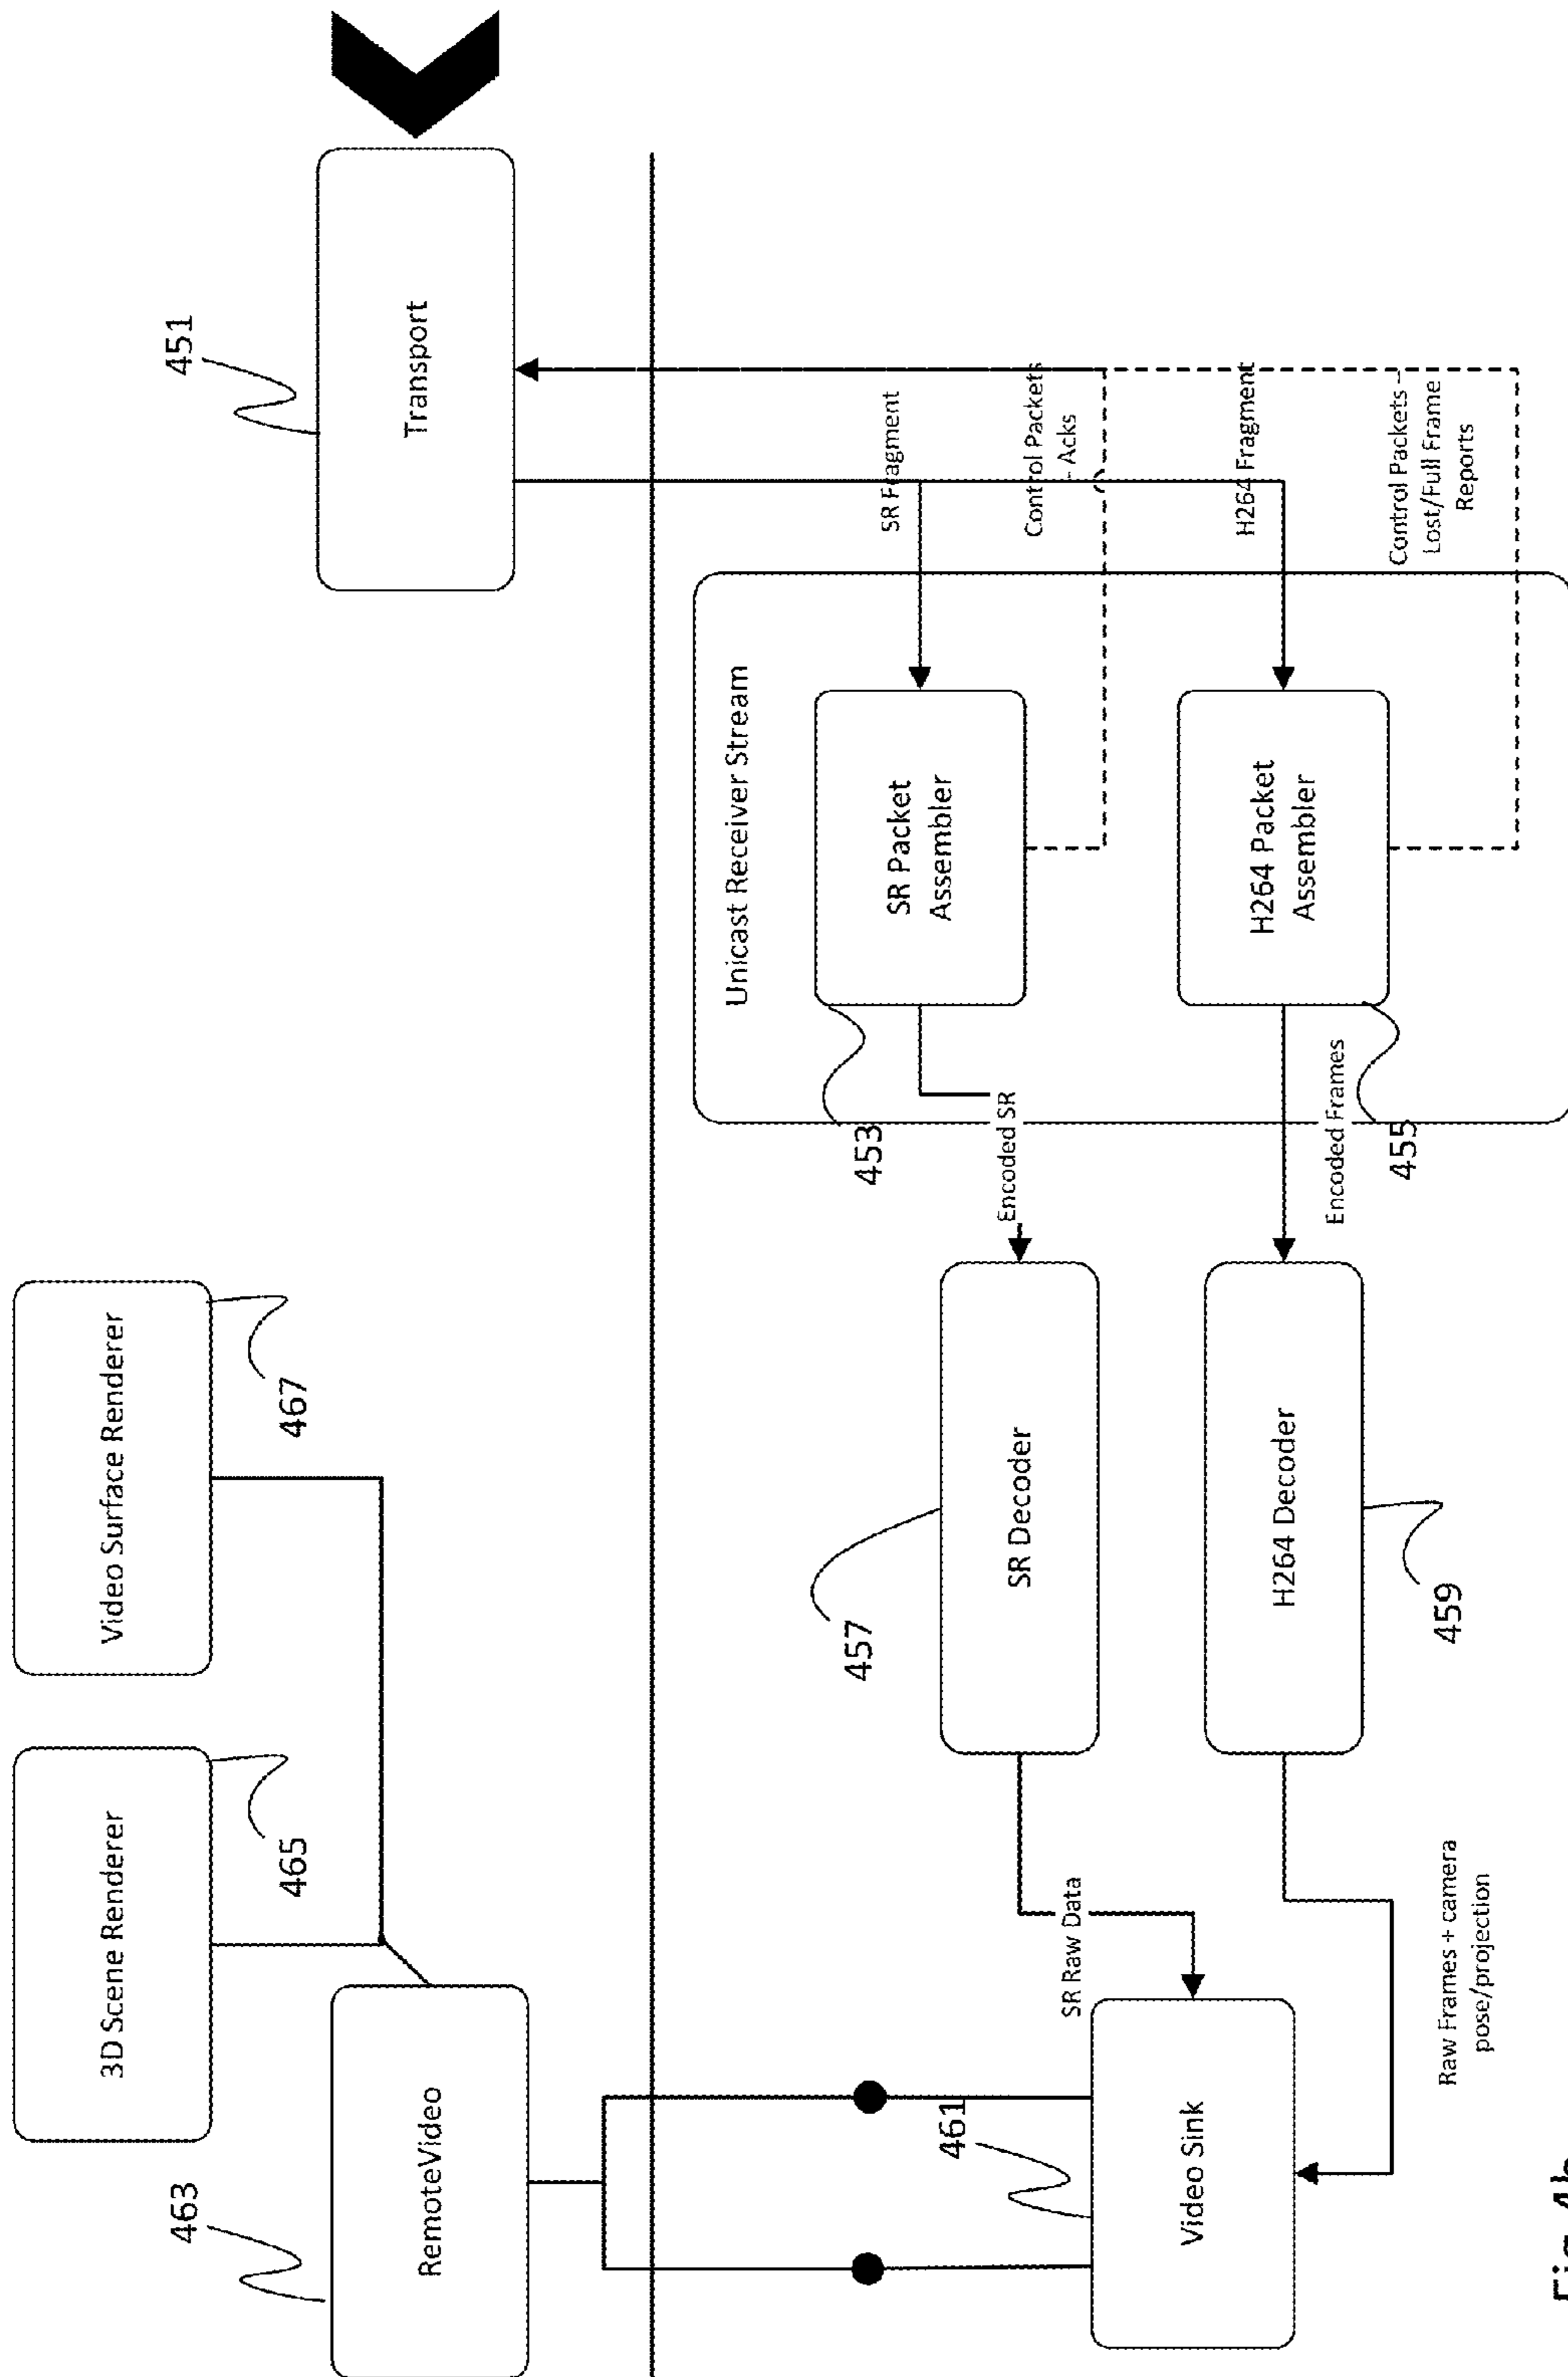 3D Scene Renderer
465
Video Surface Renderer
467
463
RemoteVideo
451
Transport
Unicast Receiver Stream
SR Fragment
Control Packets
- Acks
SR Packet
Assembler
453
Encoded SR
SR Decoder
457
SR Raw Data
461
Video Sink
H264 Fragment
Control Packets -
Lost/Full Frame
Reports
H264 Packet
Assembler
455
Encoded Frames
H264 Decoder
459
Raw Frames + camera
pose/projection
Fig 4b